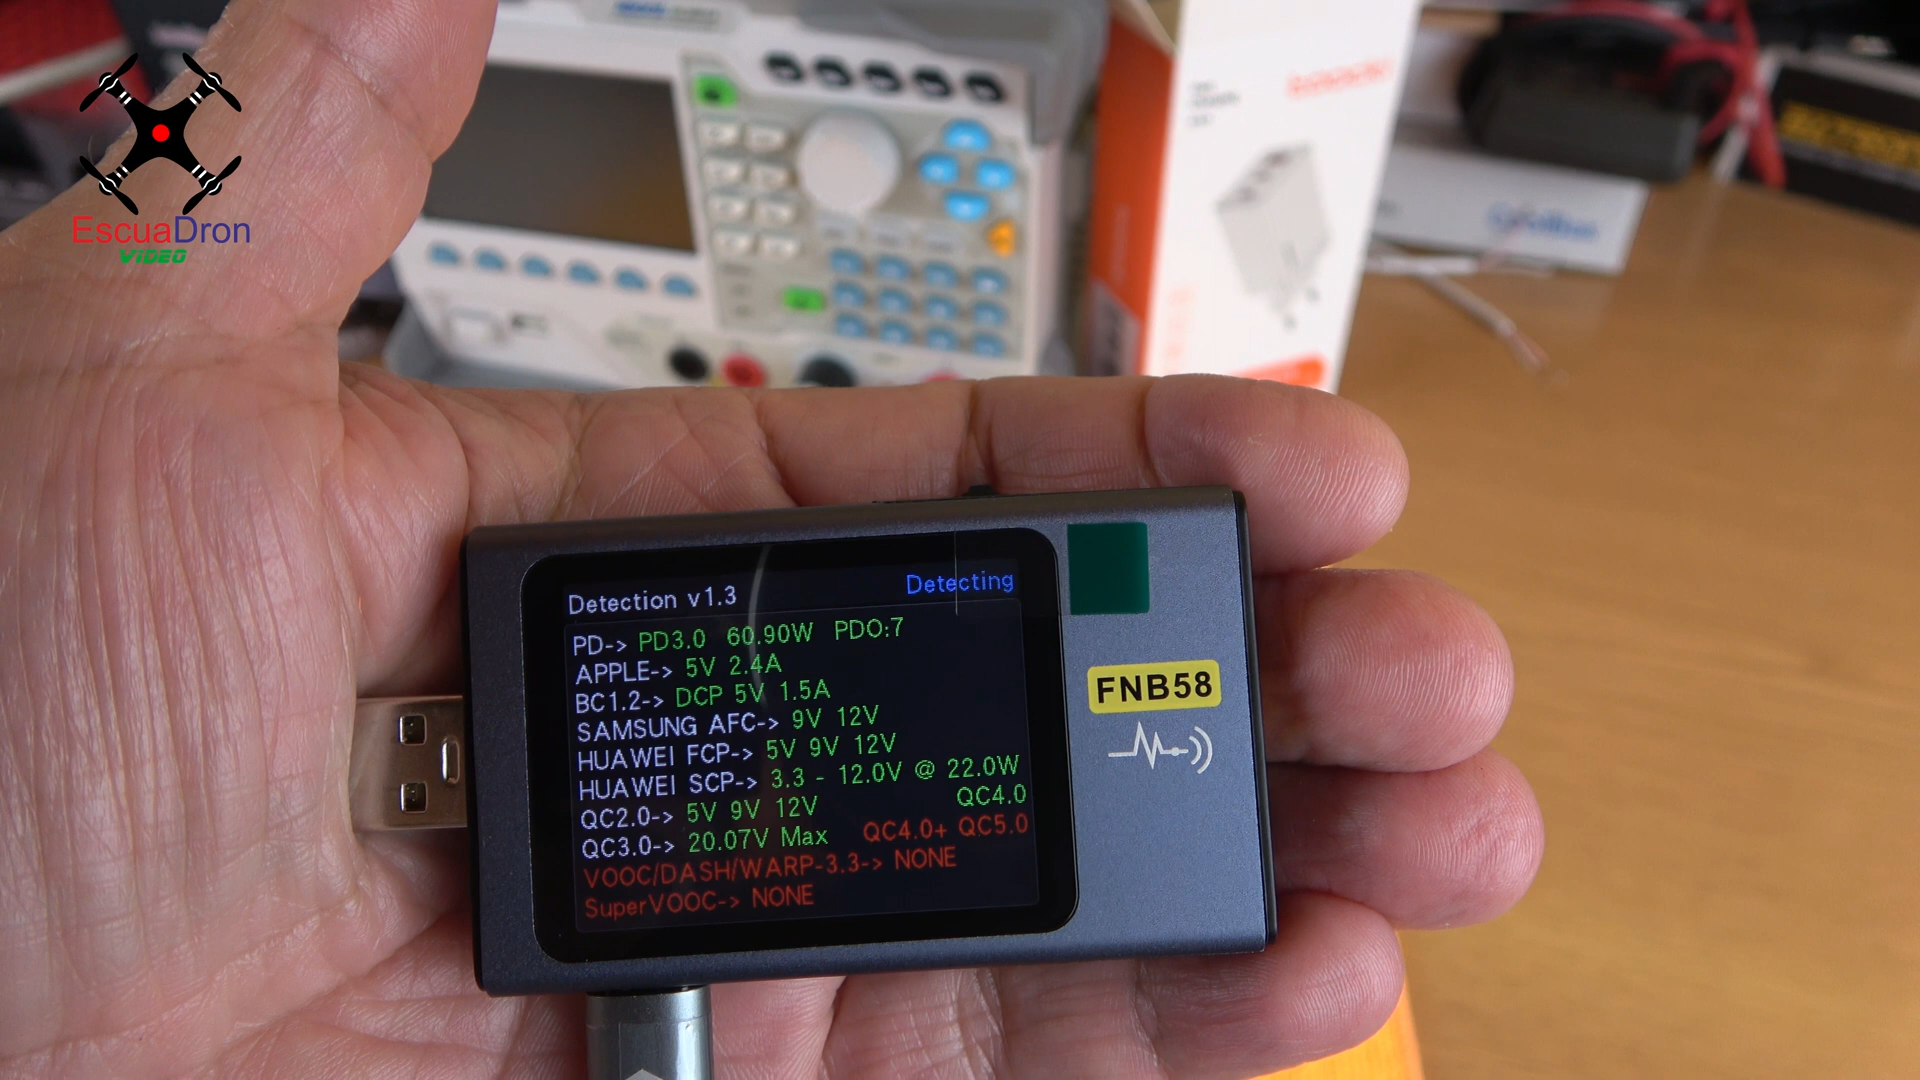 EscuaDron
VIDEO
Detection v1.3 Detecting
PD-> PD3.0 60.90W PDO:7
APPLE-> 5V 2.4A
BC1.2-> DCP 5V 1.5A
SAMSUNG AFC-> 9V 12V
HUAWEI FCP-> 5V 9V 12V
HUAWEI SCP-> 3.3 - 12.0V @ 22.0W
QC2.0-> 5V 9V 12V QC4.0
QC3.0-> 20.07V Max QC4.0+ QC5.0
VOOC/DASH/WARP-3.3-> NONE
SuperVOOC-> NONE
FNB58